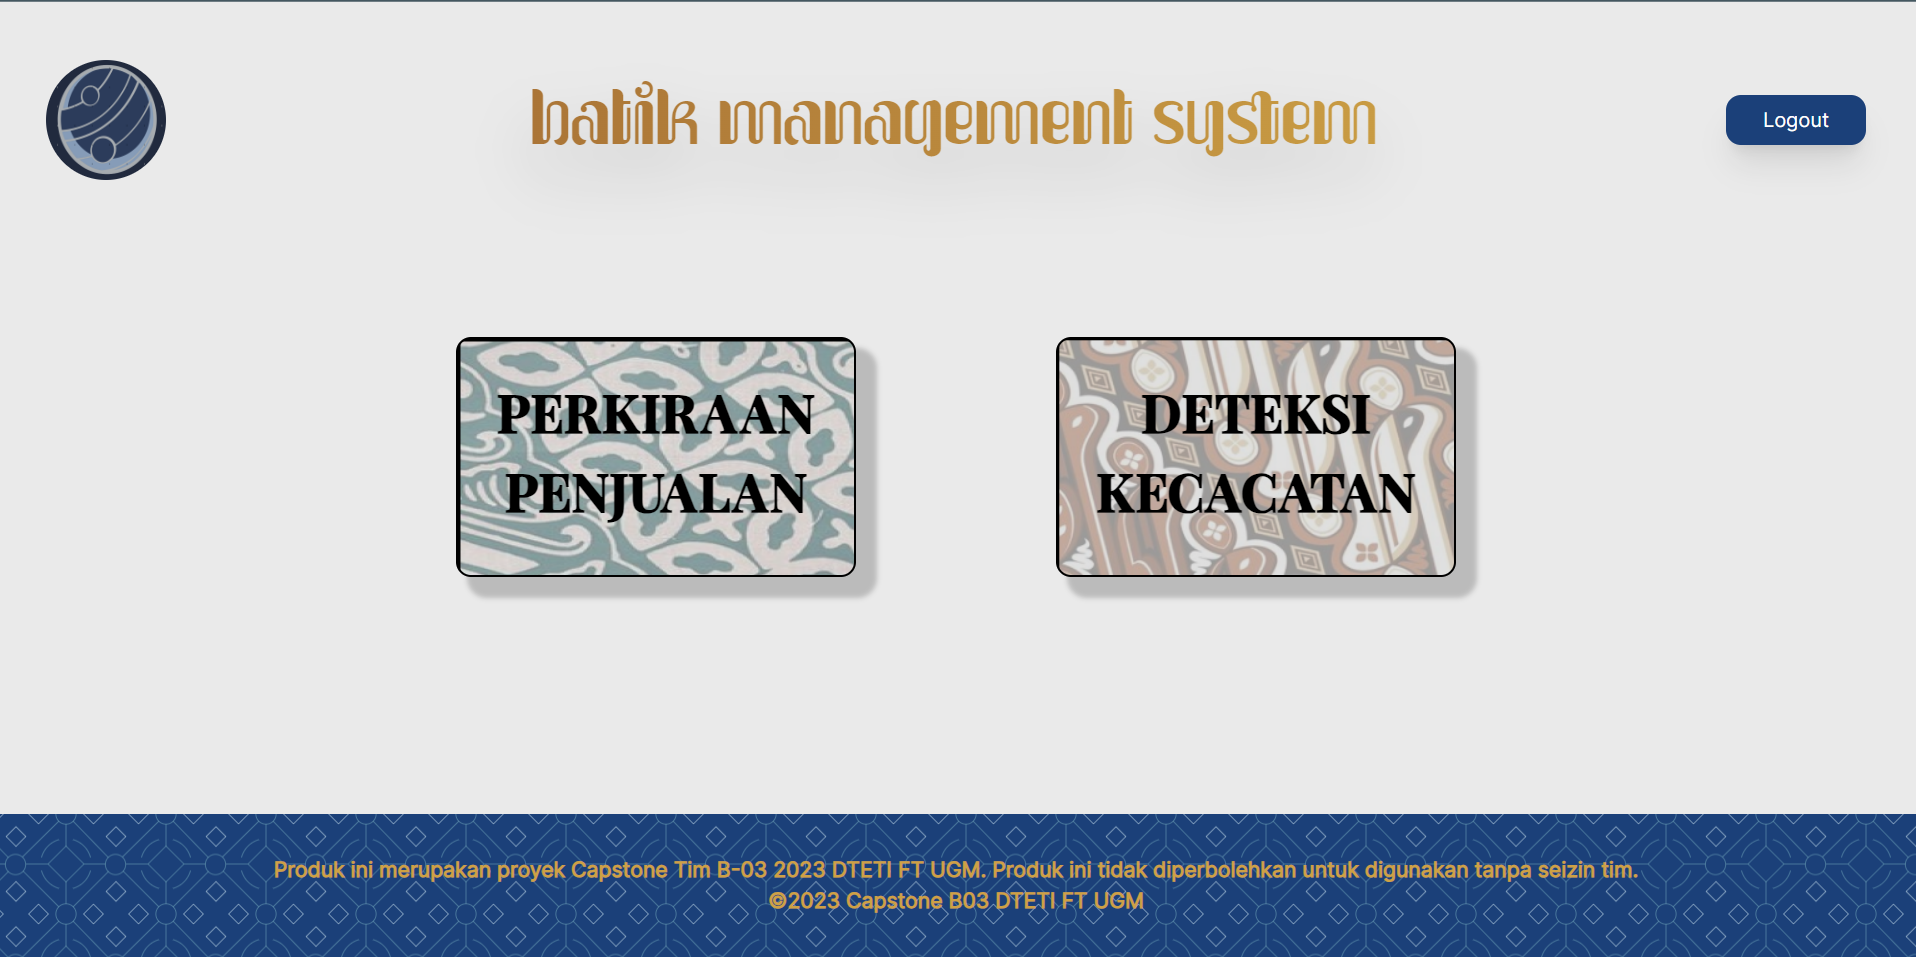 batik management system
Logout
PERKIRAAN
PENJUALAN
DETEKSI
KECACATAN
Produk ini merupakan proyek Capstone Tim B-03 2023 DTETI FT UGM. Produk ini tidak diperbolehkan untuk digunakan tanpa seizin tim.
©2023 Capstone B03 DTETI FT UGM